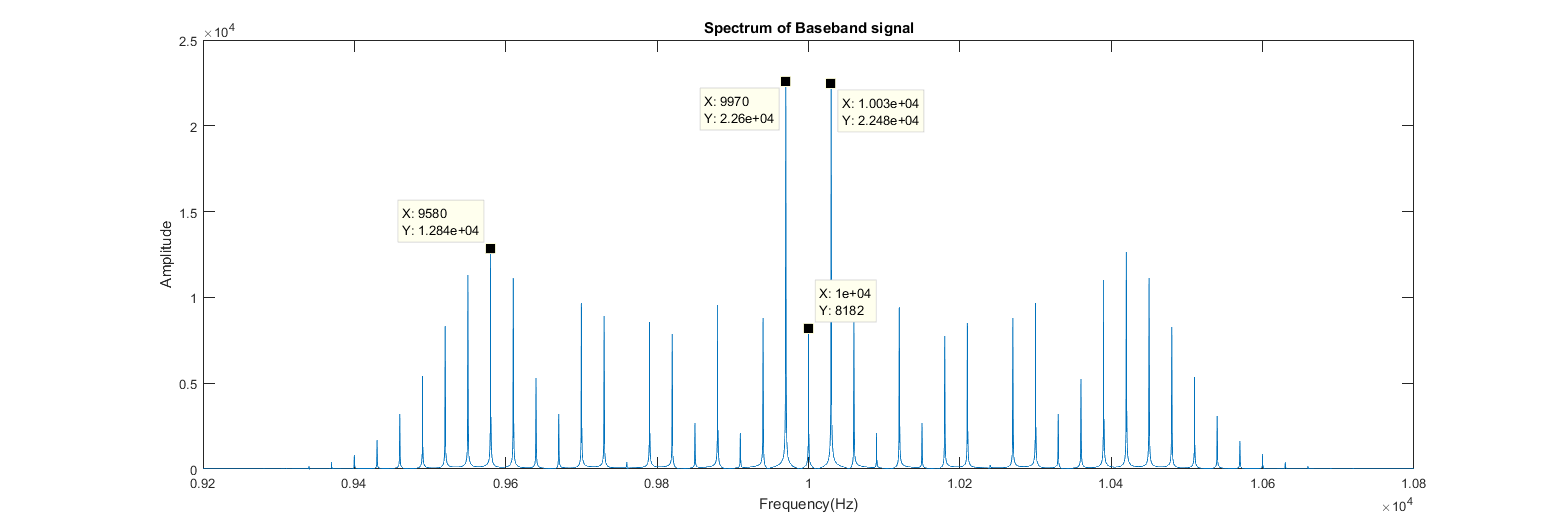 Spectrum of Baseband signal
×10^4
2.5
2
1.5
1
0.5
0
Amplitude
X: 9970
Y: 2.26e+04
X: 1.003e+04
Y: 2.248e+04
X: 9580
Y: 1.284e+04
X: 1e+04
Y: 8182
0.92
0.94
0.96
0.98
1
1.02
1.04
1.06
1.08
Frequency(Hz)
×10^4